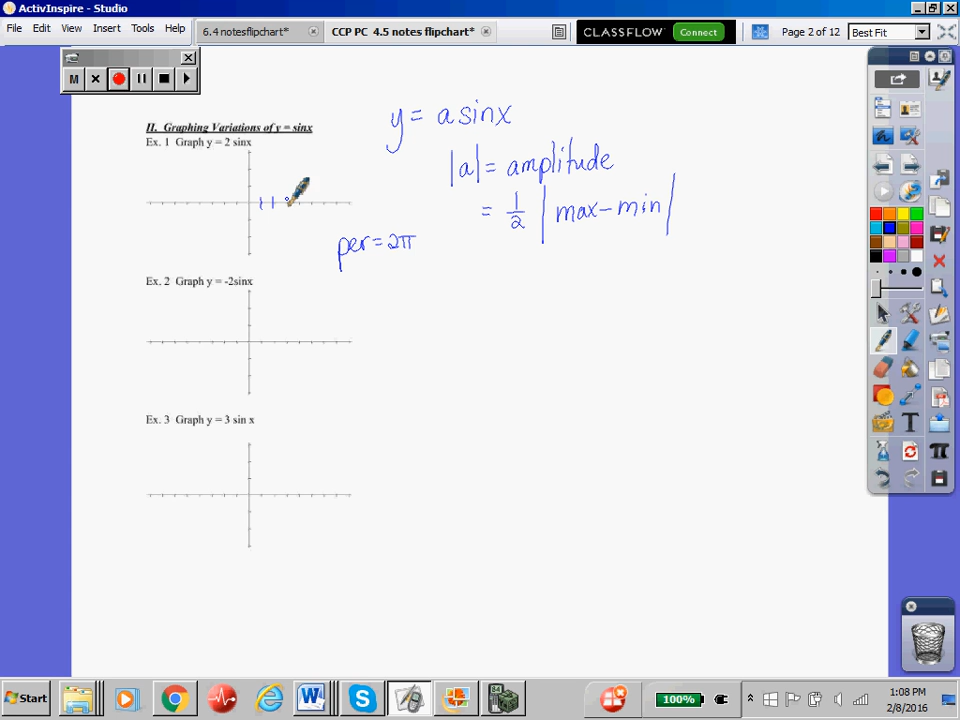 ActivInspire - Studio
File Edit View Insert Tools Help
6.4 notesflipchart*
CCP PC 4.5 notes flipchart*
CLASSFLOW Connect
Page 2 of 12
Best Fit
M
II. Graphing Variations of y = sinx
Ex. 1 Graph y = 2 sinx
y = a sinx
|a| = amplitude
= 1/2 |max-min|
per = 2π
Ex. 2 Graph y = -2sinx
Ex. 3 Graph y = 3 sin x
Start
100%
1:08 PM
2/8/2016